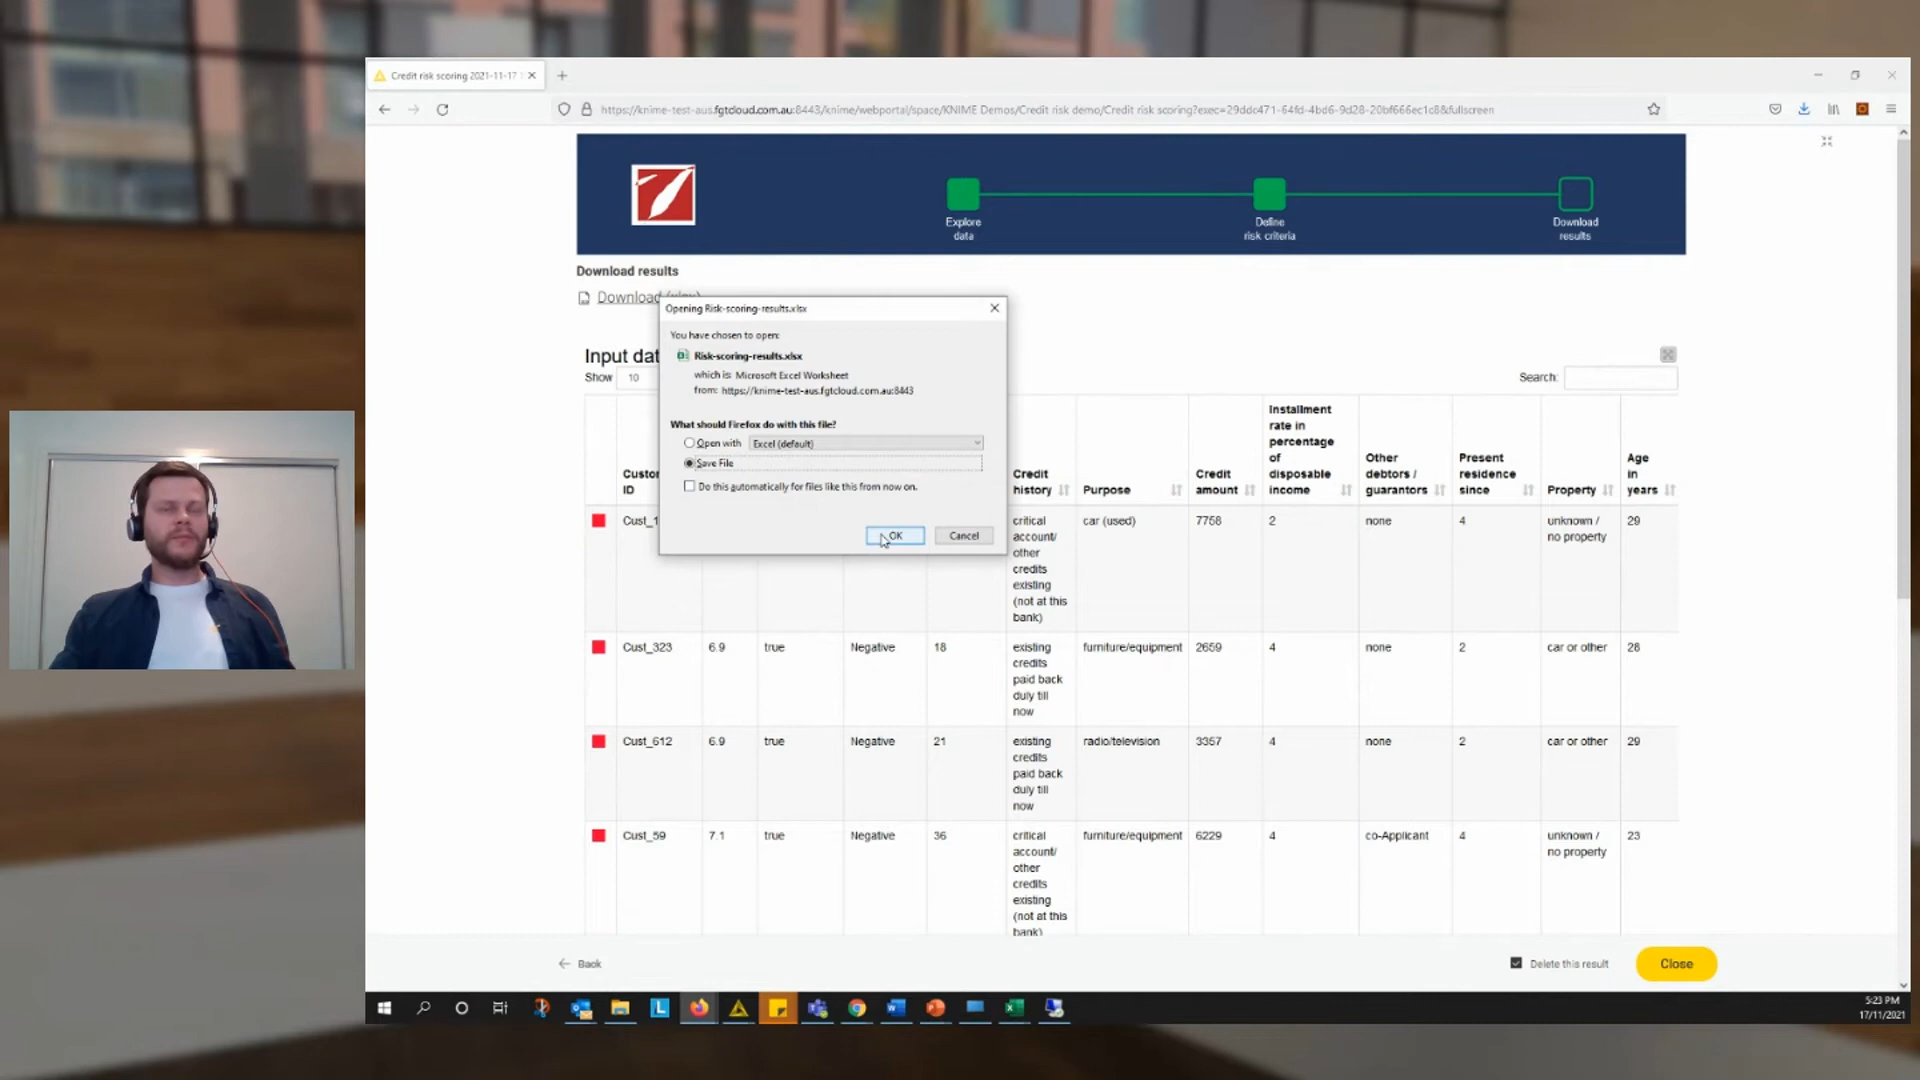 Credit risk scoring 2021-11-17
https://knime-test-aus.fgtcloud.com.au:8443/knime/webportal/space/KNIME Demos/Credit risk demo/Credit risk scoring?exec=29ddc471-64fd-4bd6-9d28-20bf666ec1c8&fullscreen
Explore
data
Define
risk criteria
Download
results
Download results
Download
Opening Risk-scoring-results.xlsx
You have chosen to open:
Risk-scoring-results.xlsx
which is: Microsoft Excel Worksheet
from: https://knime-test-aus.fgtcloud.com.au:8443
What should Firefox do with this file?
Open with
Excel (default)
Save File
Do this automatically for files like this from now on.
OK
Cancel
Input dat
Show 10
Search:
Custo
ID
Credit
history
Purpose
Credit
amount
Installment
rate in
percentage
of
disposable
income
Other
debtors /
guarantors
Present
residence
since
Property
Age
in
years
Cust_1
critical
account/
other
credits
existing
(not at this
bank)
car (used)
7758
2
none
4
unknown /
no property
29
Cust_323
6.9
true
Negative
18
existing
credits
paid back
duly till
now
furniture/equipment
2659
4
none
2
car or other
28
Cust_612
6.9
true
Negative
21
existing
credits
paid back
duly till
now
radio/television
3357
4
none
2
car or other
29
Cust_59
7.1
true
Negative
36
critical
account/
other
credits
existing
(not at this
bank)
furniture/equipment
6229
4
co-Applicant
4
unknown /
no property
23
Back
Delete this result
Close
5:23 PM
17/11/2021